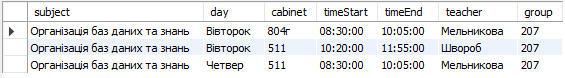 subject day cabinet timeStart timeEnd teacher group
Організація баз даних та знань Вівторок 804г 08:30:00 10:05:00 Мельникова 207
Організація баз даних та знань Вівторок 511 10:20:00 11:55:00 Швороб 207
Організація баз даних та знань Четвер 511 08:30:00 10:05:00 Мельникова 207